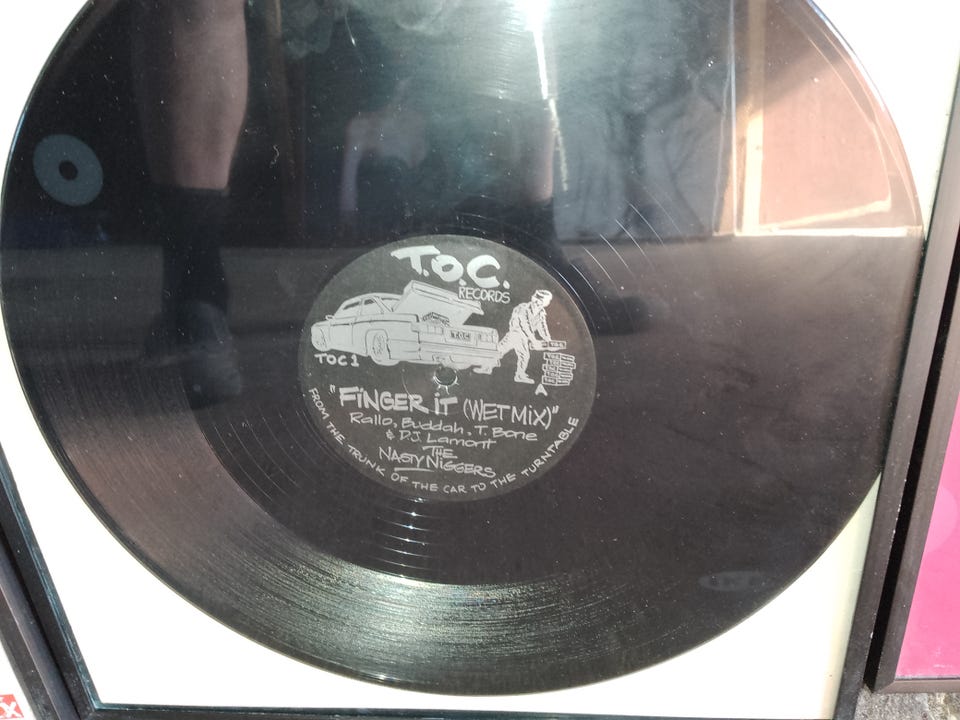 T.O.C.
RECORDS
T.O.C
TOC 1
"FINGER IT (WET MIX)"
Rallo, Buddah, T. Bone
& D.J. Lamont
THE
NASTY NIGGERS
FROM THE TRUNK OF THE CAR TO THE TURNTABLE